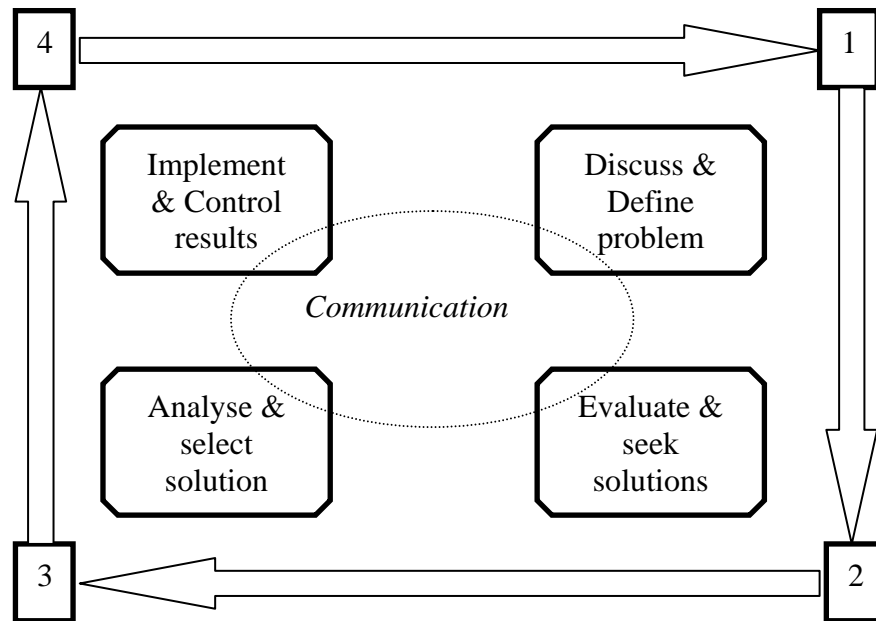 4
1
Implement
& Control
results
Discuss &
Define
problem
Communication
Analyse &
select
solution
Evaluate &
seek
solutions
3
2